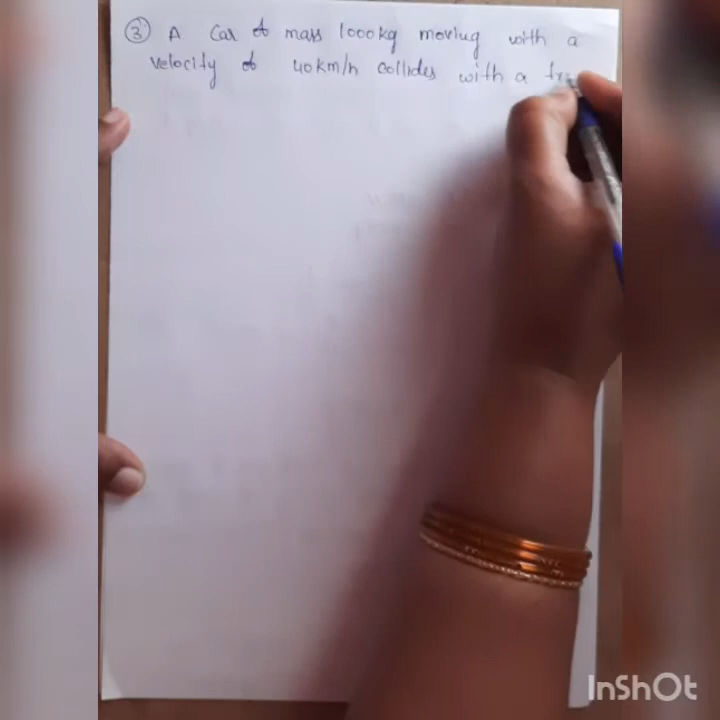 ③ A Car of mass 1000kg moving with a
velocity of 40km/h collides with a
InShOt